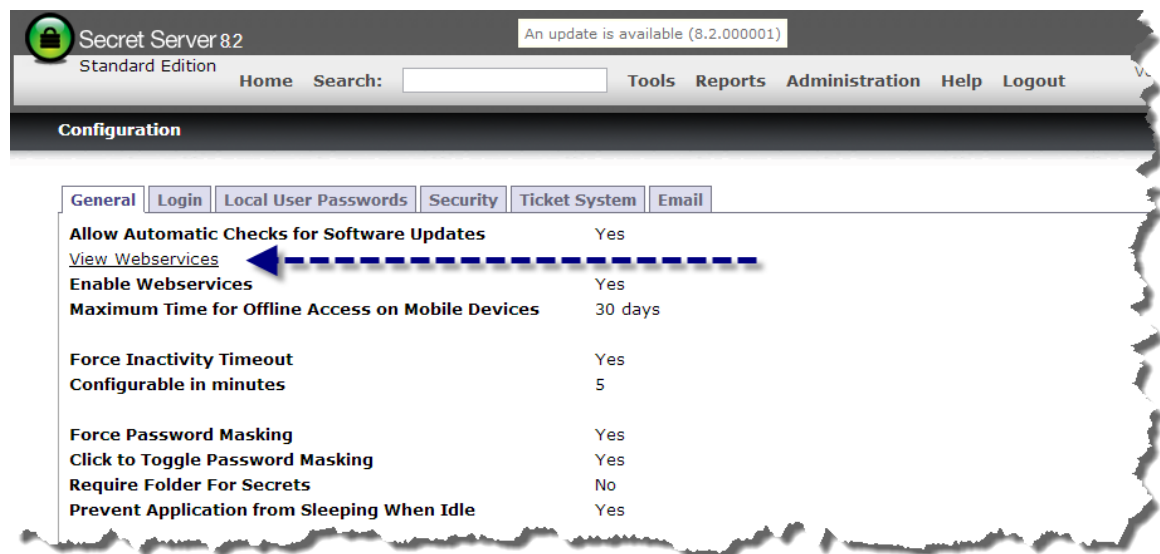 Secret Server 8.2
An update is available (8.2.000001)
Standard Edition
Home Search: Tools Reports Administration Help Logout
Configuration
General Login Local User Passwords Security Ticket System Email
Allow Automatic Checks for Software Updates Yes
View Webservices
Enable Webservices Yes
Maximum Time for Offline Access on Mobile Devices 30 days
Force Inactivity Timeout Yes
Configurable in minutes 5
Force Password Masking Yes
Click to Toggle Password Masking Yes
Require Folder For Secrets No
Prevent Application from Sleeping When Idle Yes